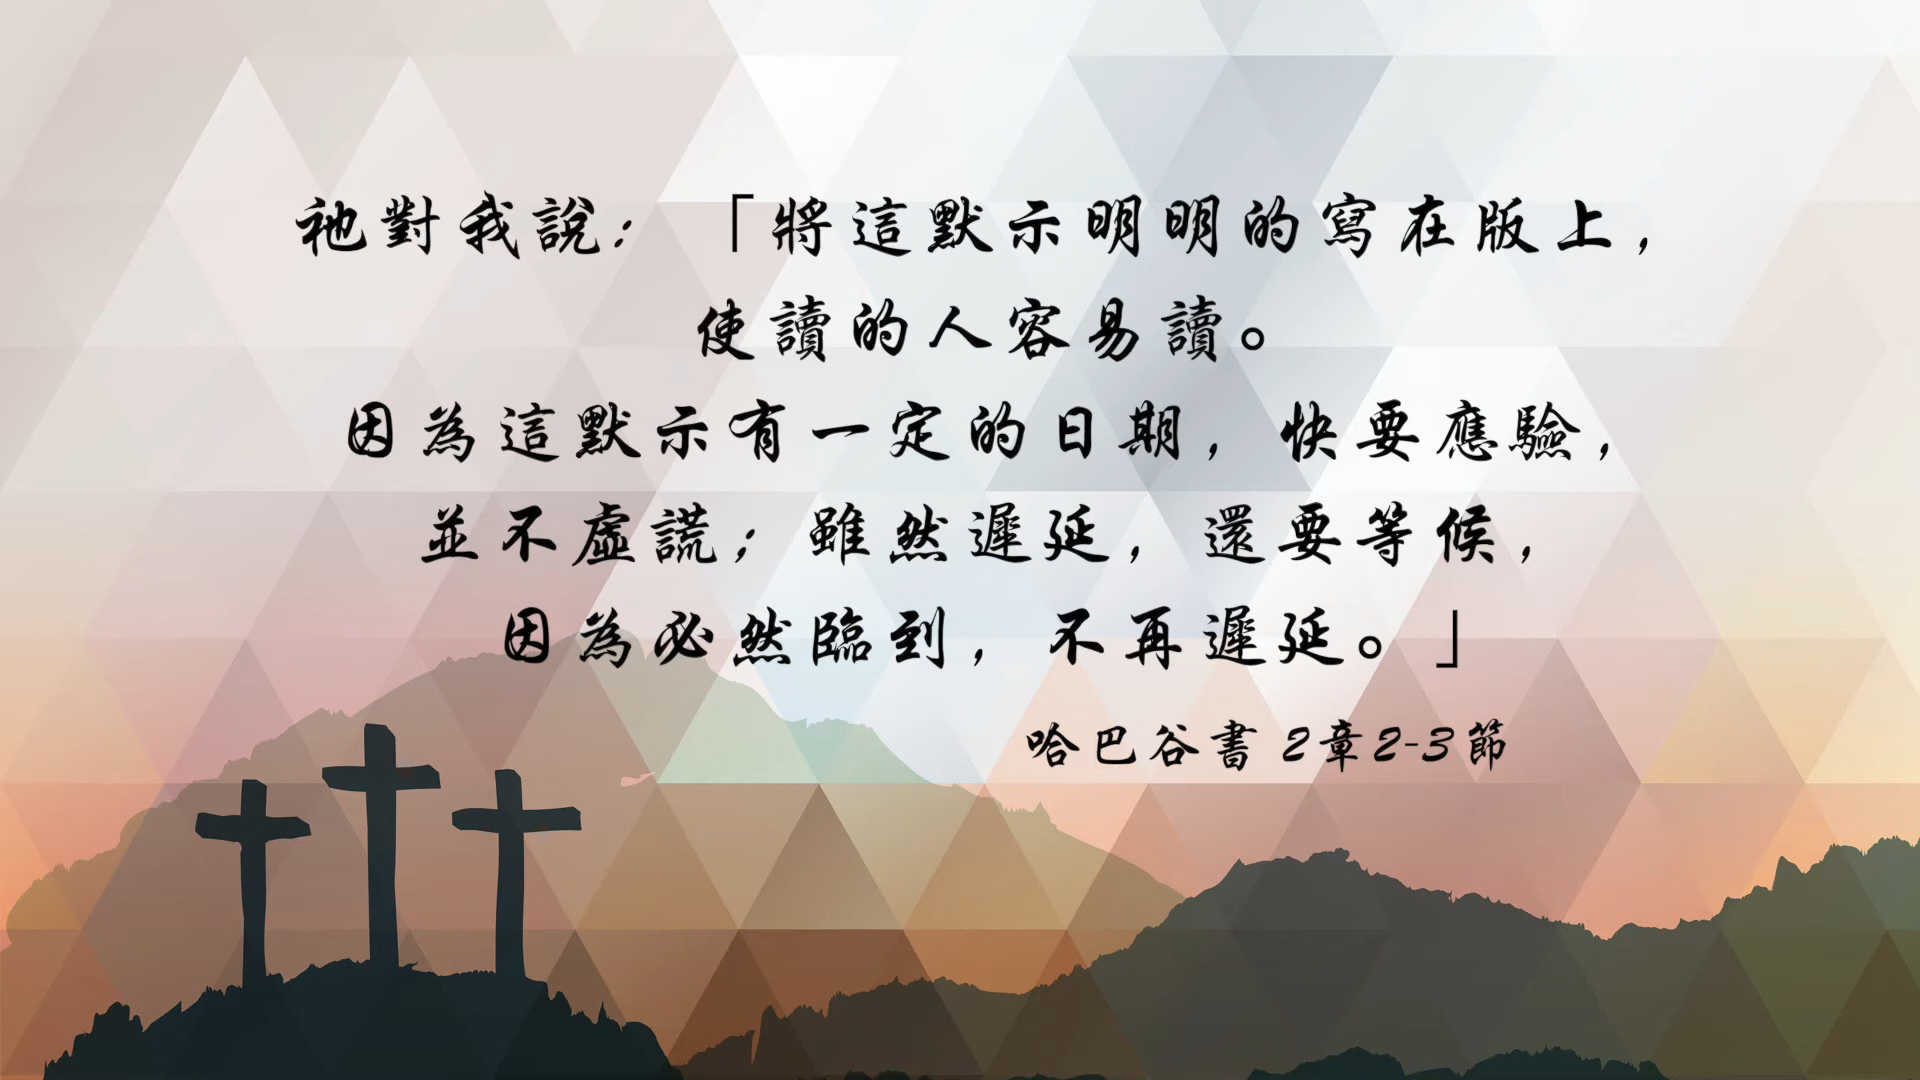 祂對我說：「將這默示明明的寫在版上，
使讀的人容易讀。
因為這默示有一定的日期，快要應驗，
並不虛謊；雖然遲延，還要等候，
因為必然臨到，不再遲延。」
哈巴谷書 2章2-3節